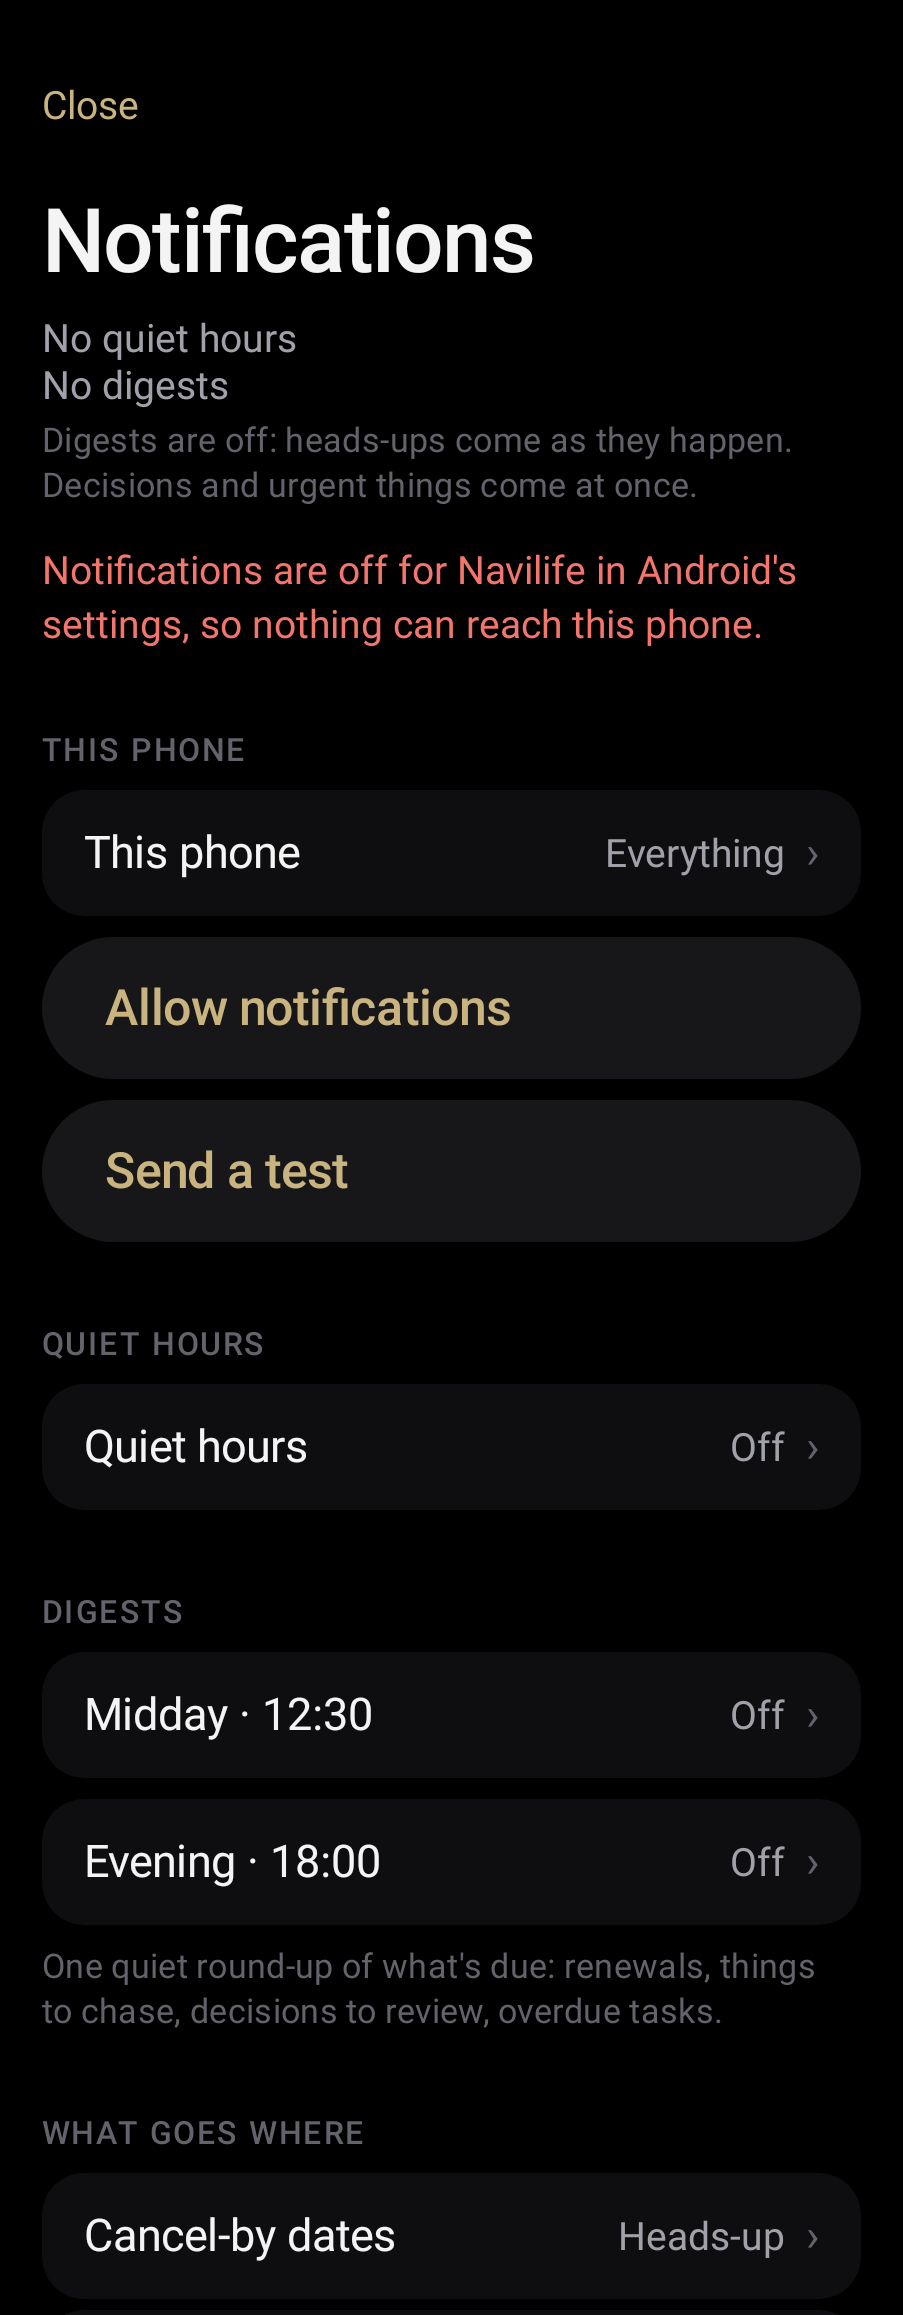 Close
Notifications
No quiet hours
No digests
Digests are off: heads-ups come as they happen.
Decisions and urgent things come at once.
Notifications are off for Navilife in Android's
settings, so nothing can reach this phone.
THIS PHONE
This phone Everything ›
Allow notifications
Send a test
QUIET HOURS
Quiet hours Off ›
DIGESTS
Midday · 12:30 Off ›
Evening · 18:00 Off ›
One quiet round-up of what's due: renewals, things
to chase, decisions to review, overdue tasks.
WHAT GOES WHERE
Cancel-by dates Heads-up ›